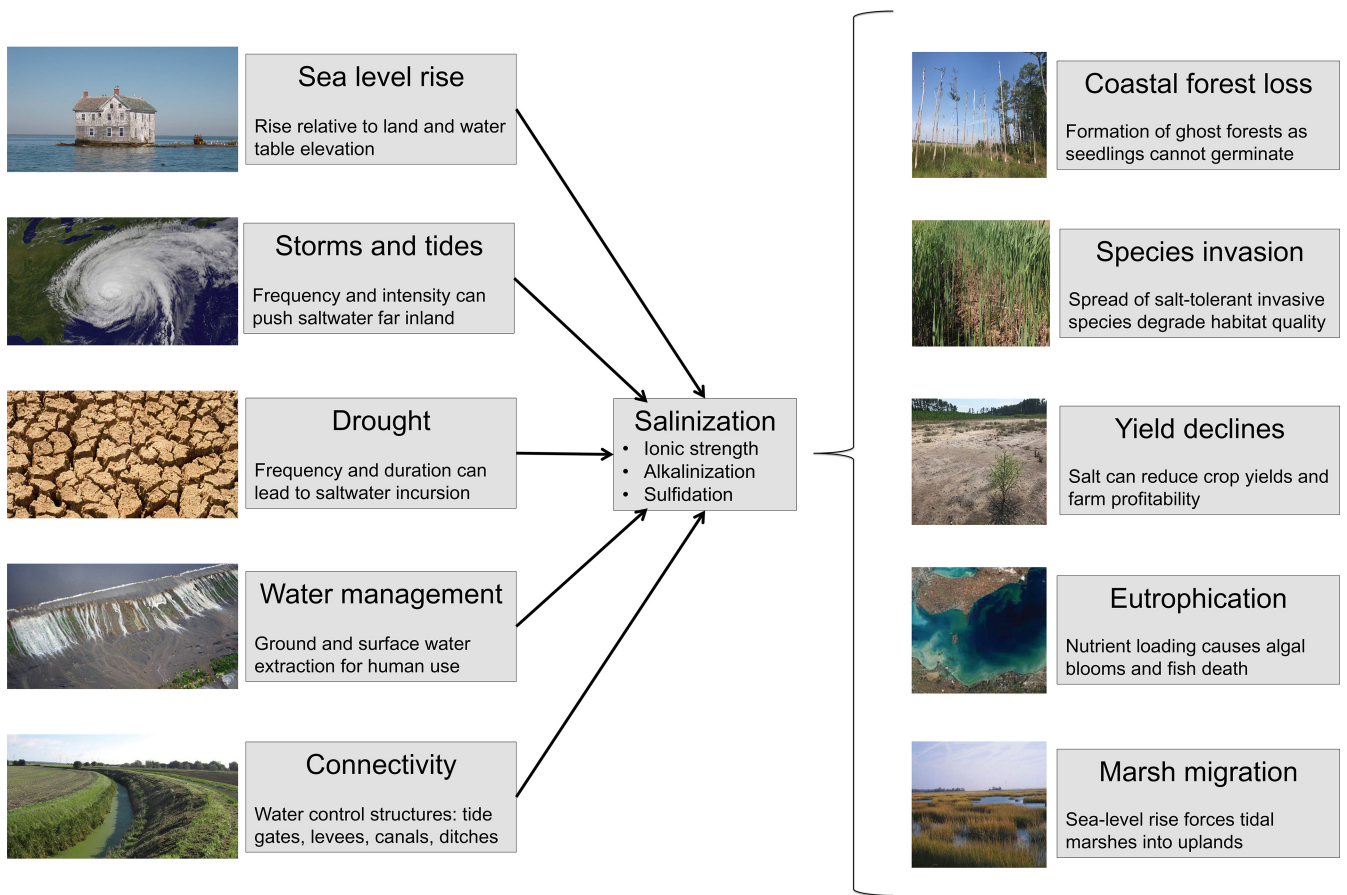 Sea level rise
Rise relative to land and water
table elevation
Storms and tides
Frequency and intensity can
push saltwater far inland
Drought
Frequency and duration can
lead to saltwater incursion
Water management
Ground and surface water
extraction for human use
Connectivity
Water control structures: tide
gates, levees, canals, ditches
Salinization
• Ionic strength
• Alkalinization
• Sulfidation
Coastal forest loss
Formation of ghost forests as
seedlings cannot germinate
Species invasion
Spread of salt-tolerant invasive
species degrade habitat quality
Yield declines
Salt can reduce crop yields and
farm profitability
Eutrophication
Nutrient loading causes algal
blooms and fish death
Marsh migration
Sea-level rise forces tidal
marshes into uplands